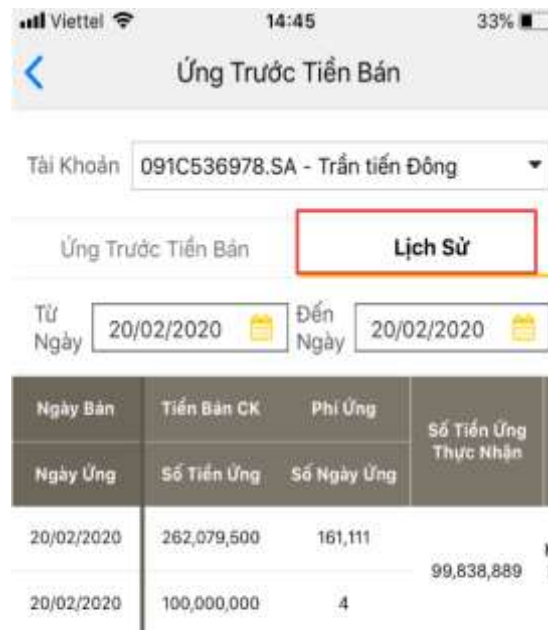 Viettel 14:45 33%
Ứng Trước Tiền Bán
Tài Khoản 091C536978.SA - Trần tiến Đông
Ứng Trước Tiền Bán Lịch Sử
Từ Ngày 20/02/2020 Đến Ngày 20/02/2020
Ngày Bán Tiền Bán CK Phí Ứng
Số Tiền Ứng Thực Nhận
Ngày Ứng Số Tiền Ứng Số Ngày Ứng
20/02/2020 262,079,500 161,111
99,838,889
20/02/2020 100,000,000 4